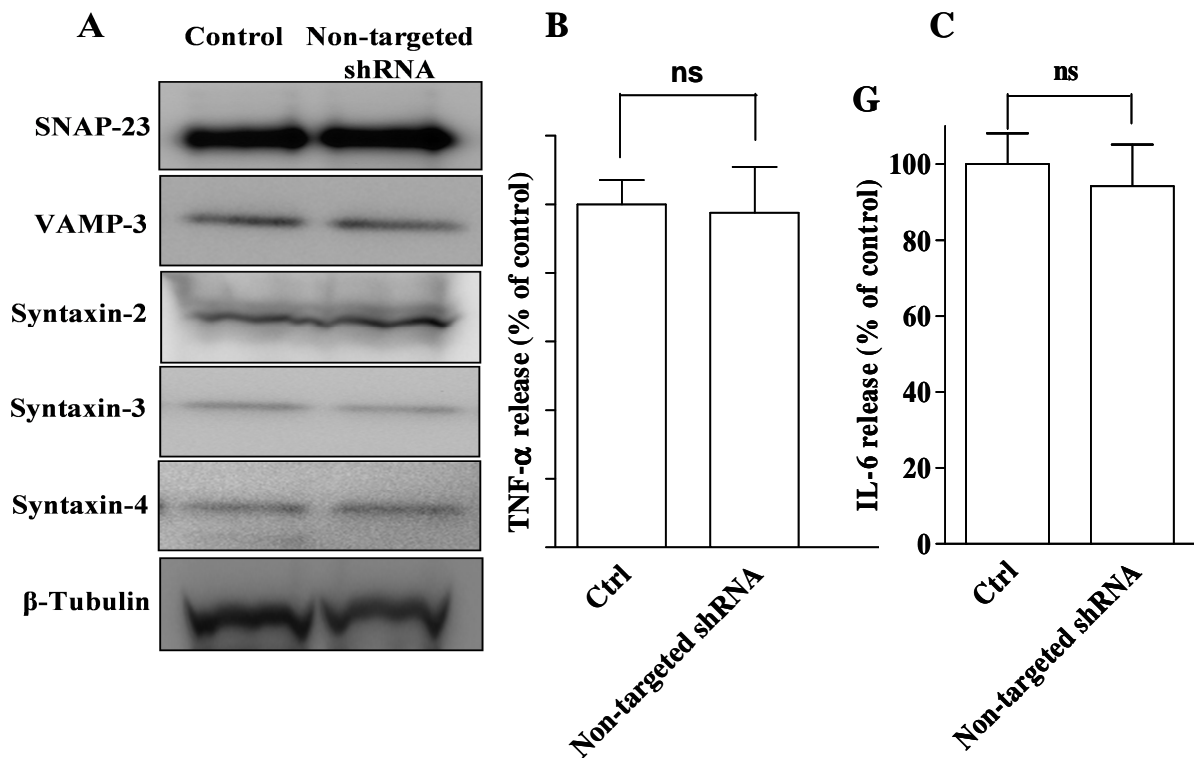 A
Control
Non-targeted
shRNA
SNAP-23
VAMP-3
Syntaxin-2
Syntaxin-3
Syntaxin-4
β-Tubulin
B
ns
TNF-α release (% of control)
Ctrl
Non-targeted shRNA
C
G
ns
IL-6 release (% of control)
100
80
60
40
20
0
Ctrl
Non-targeted shRNA